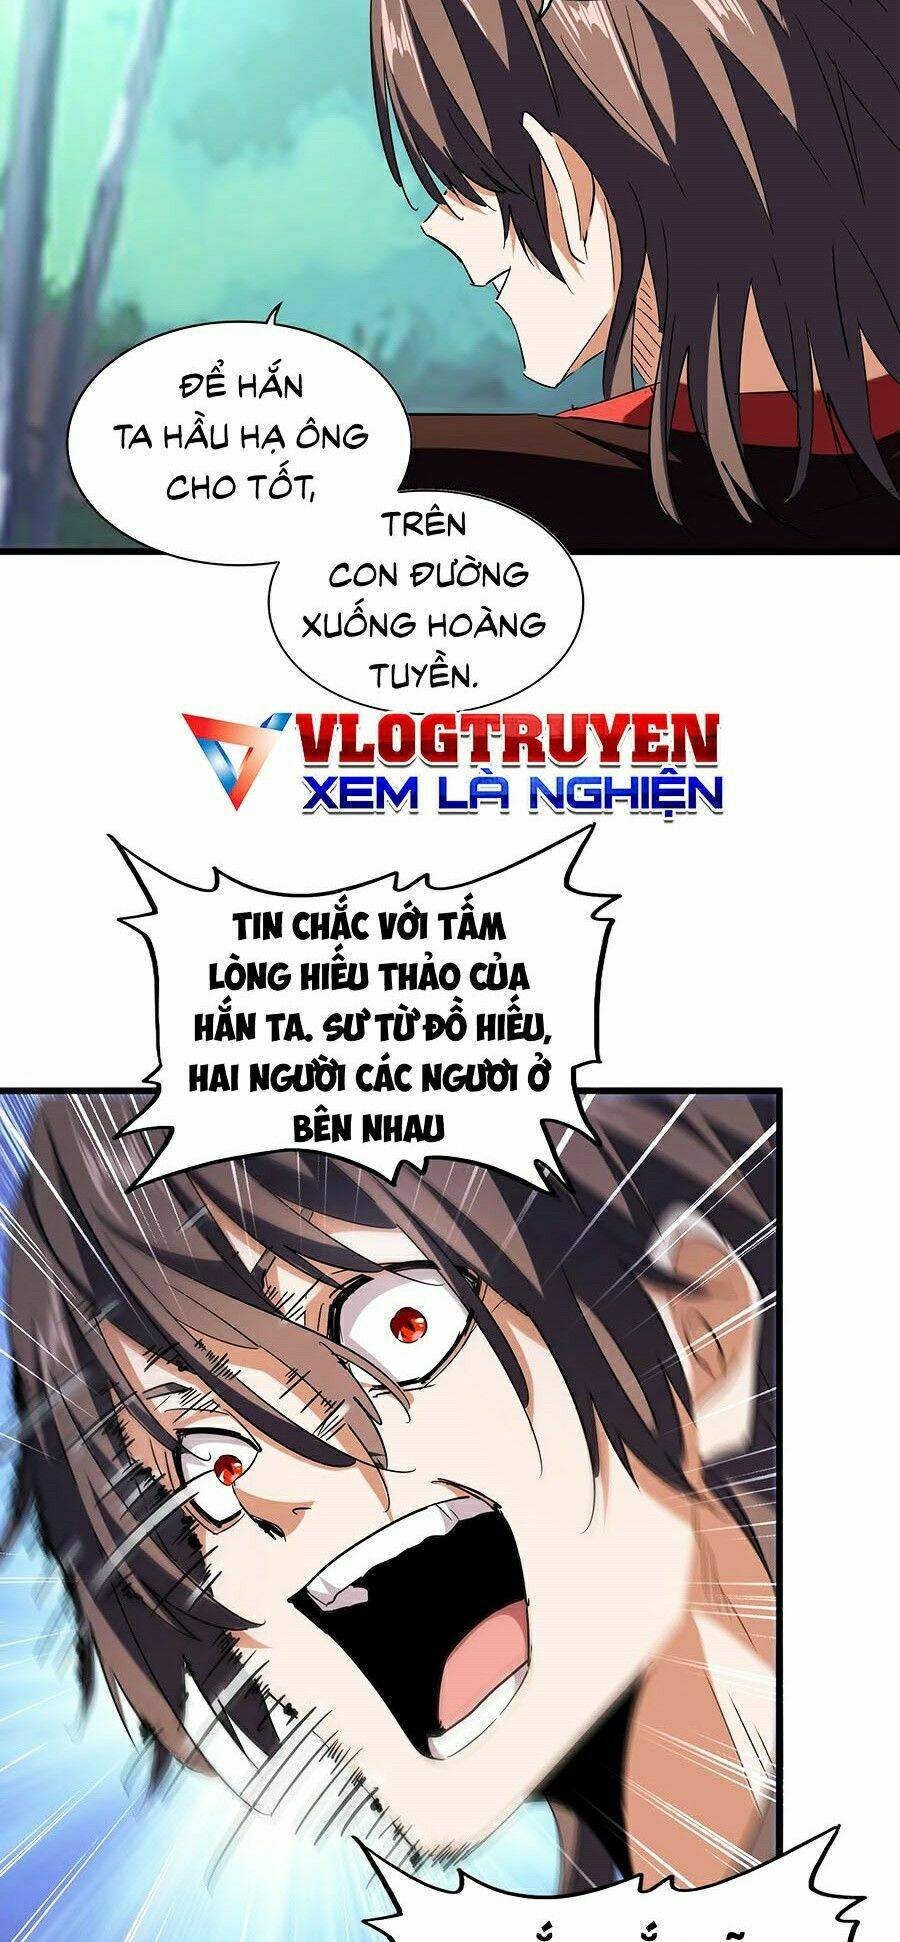 ĐỂ HẮN
TA HẦU HẠ ÔNG
CHO TỐT,
TRÊN
CON ĐƯỜNG
XUỐNG HOÀNG
TUYỀN.
VLOGTRUYEN
XEM LÀ NGHIỆN
TIN CHẮC VỚI TẤM
LÒNG HIẾU THẢO CỦA
HẮN TA. SƯ TỪ ĐỒ HIẾU,
HAI NGƯỜI CÁC NGƯƠI Ở
BÊN NHAU